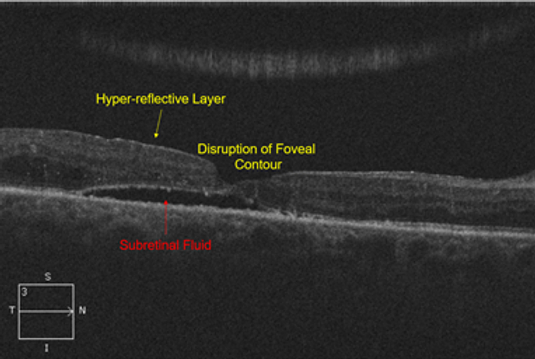 Hyper-reflective Layer
Disruption of Foveal
Contour
Subretinal Fluid
S
3
T N
I